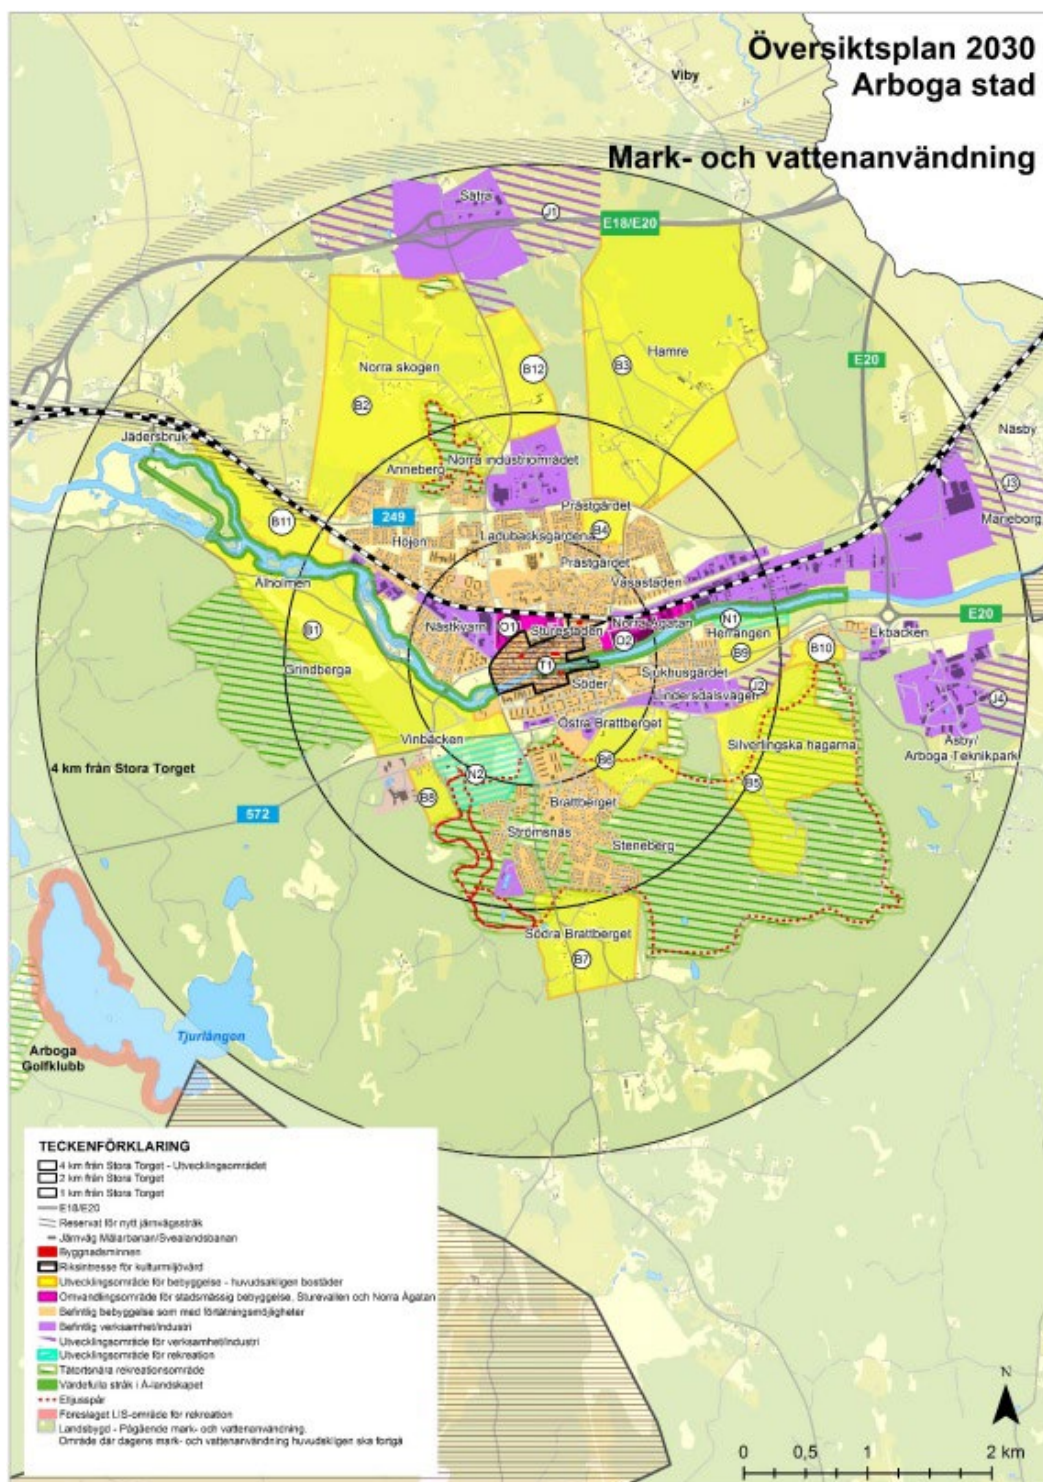 Översiktsplan 2030
Arboga stad
Mark- och vattenanvändning
Viby
Sätra
J1
E18/E20
Norra skogen
B2
B12
Hamre
B3
E20
Näsby
J3
Marieborg
Jädersbruk
Anneberg
Norra industriområdet
249
B11
Höjen
Prästgärdet
Ladubacksgärdena
B4
Prästgärdet
Vasastaden
Älholmen
B1
Nästkvarn
O1
Sturestaden
Norra Ågatan
O2
N1
Herrängen
E20
Ekbacken
Grindberga
T1
Söder
Sjukhusgärdet
B9
B10
Lindersdalsvägen
J2
J4
Östra Brattberget
Silverlingska hagarna
Åsby/
Arboga Teknikpark
Vinbäcken
4 km från Stora Torget
N2
B6
B5
B8
572
Brattberget
Strömsnäs
Steneberg
Södra Brattberget
B7
Tjurlången
Arboga
Golfklubb
TECKENFÖRKLARING
4 km från Stora Torget - Utvecklingsområdet
2 km från Stora Torget
1 km från Stora Torget
E18/E20
Reservat för nytt järnvägsstråk
Järnväg Mälarbanan/Svealandsbanan
Byggnadsminnen
Riksintresse för kulturmiljövård
Utvecklingsområde för bebyggelse - huvudsakligen bostäder
Omvandlingsområde för stadsmässig bebyggelse, Sturevallen och Norra Ågatan
Befintlig bebyggelse som med förtätningsmöjligheter
Befintlig verksamhet/industri
Utvecklingsområde för verksamhet/industri
Utvecklingsområde för rekreation
Tätortsnära rekreationsområde
Värdefulla stråk i Å-landskapet
Elljusspår
Föreslaget LIS-område för rekreation
Landsbygd - Pågående mark- och vattenanvändning.
Område där dagens mark- och vattenanvändning huvudsakligen ska fortgå
N
0 0,5 1 2 km